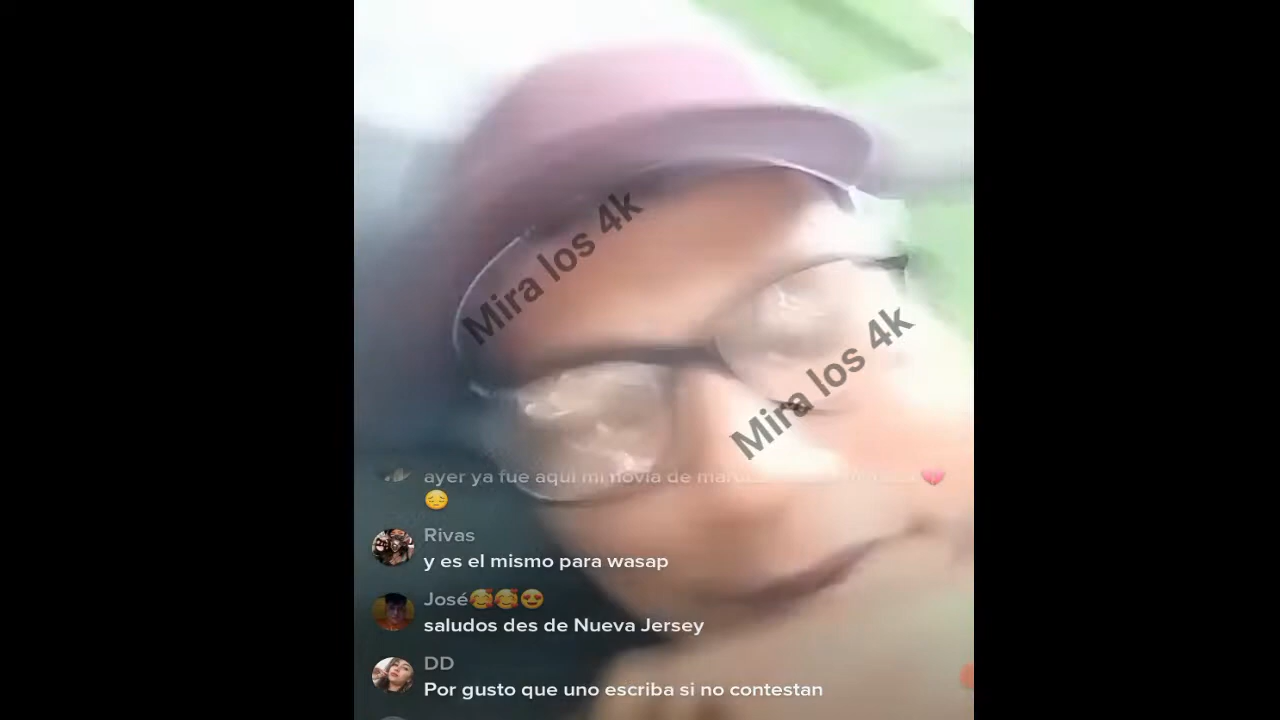 Mira los 4k
Mira los 4k
ayer ya fue aqui mi novia de 💔
😔
Rivas
y es el mismo para wasap
José🥰🥰😍
saludos des de Nueva Jersey
DD
Por gusto que uno escriba si no contestan